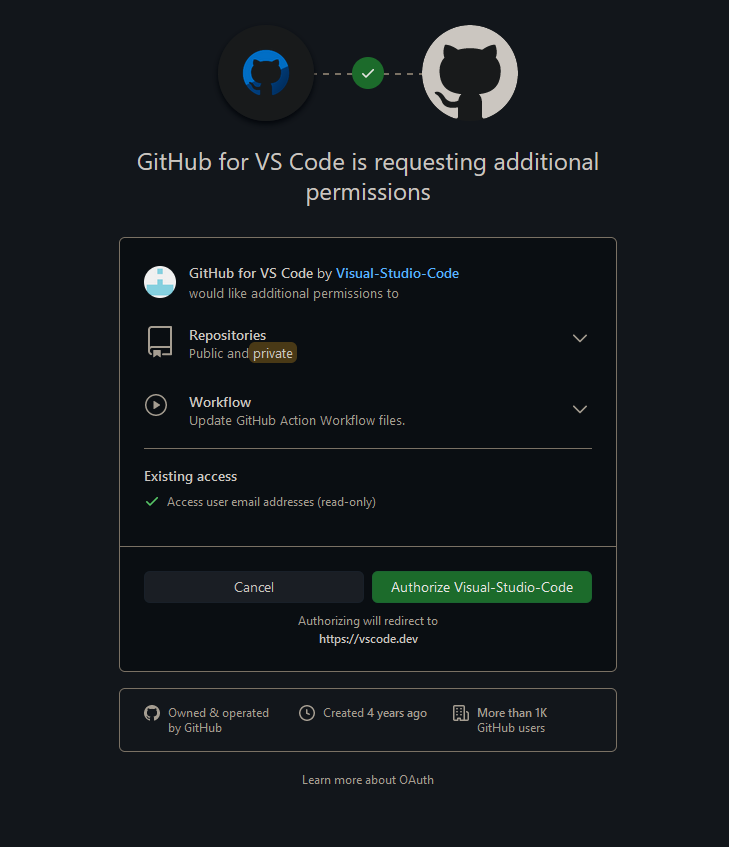 GitHub for VS Code is requesting additional
permissions
GitHub for VS Code by Visual-Studio-Code
would like additional permissions to
Repositories
Public and private
Workflow
Update GitHub Action Workflow files.
Existing access
Access user email addresses (read-only)
Cancel
Authorize Visual-Studio-Code
Authorizing will redirect to
https://vscode.dev
Owned & operated
by GitHub
Created 4 years ago
More than 1K
GitHub users
Learn more about OAuth